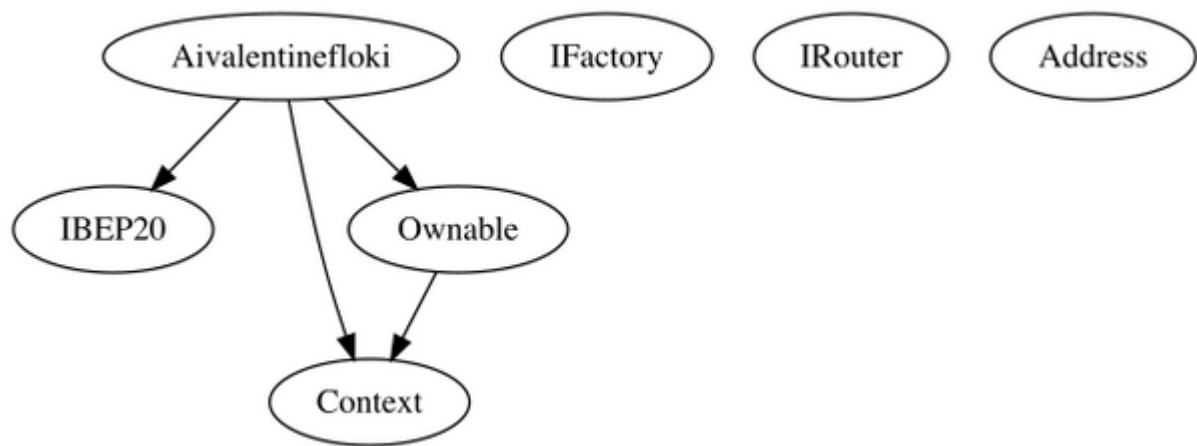 Aivalentinefloki
IFactory
IRouter
Address
IBEP20
Ownable
Context